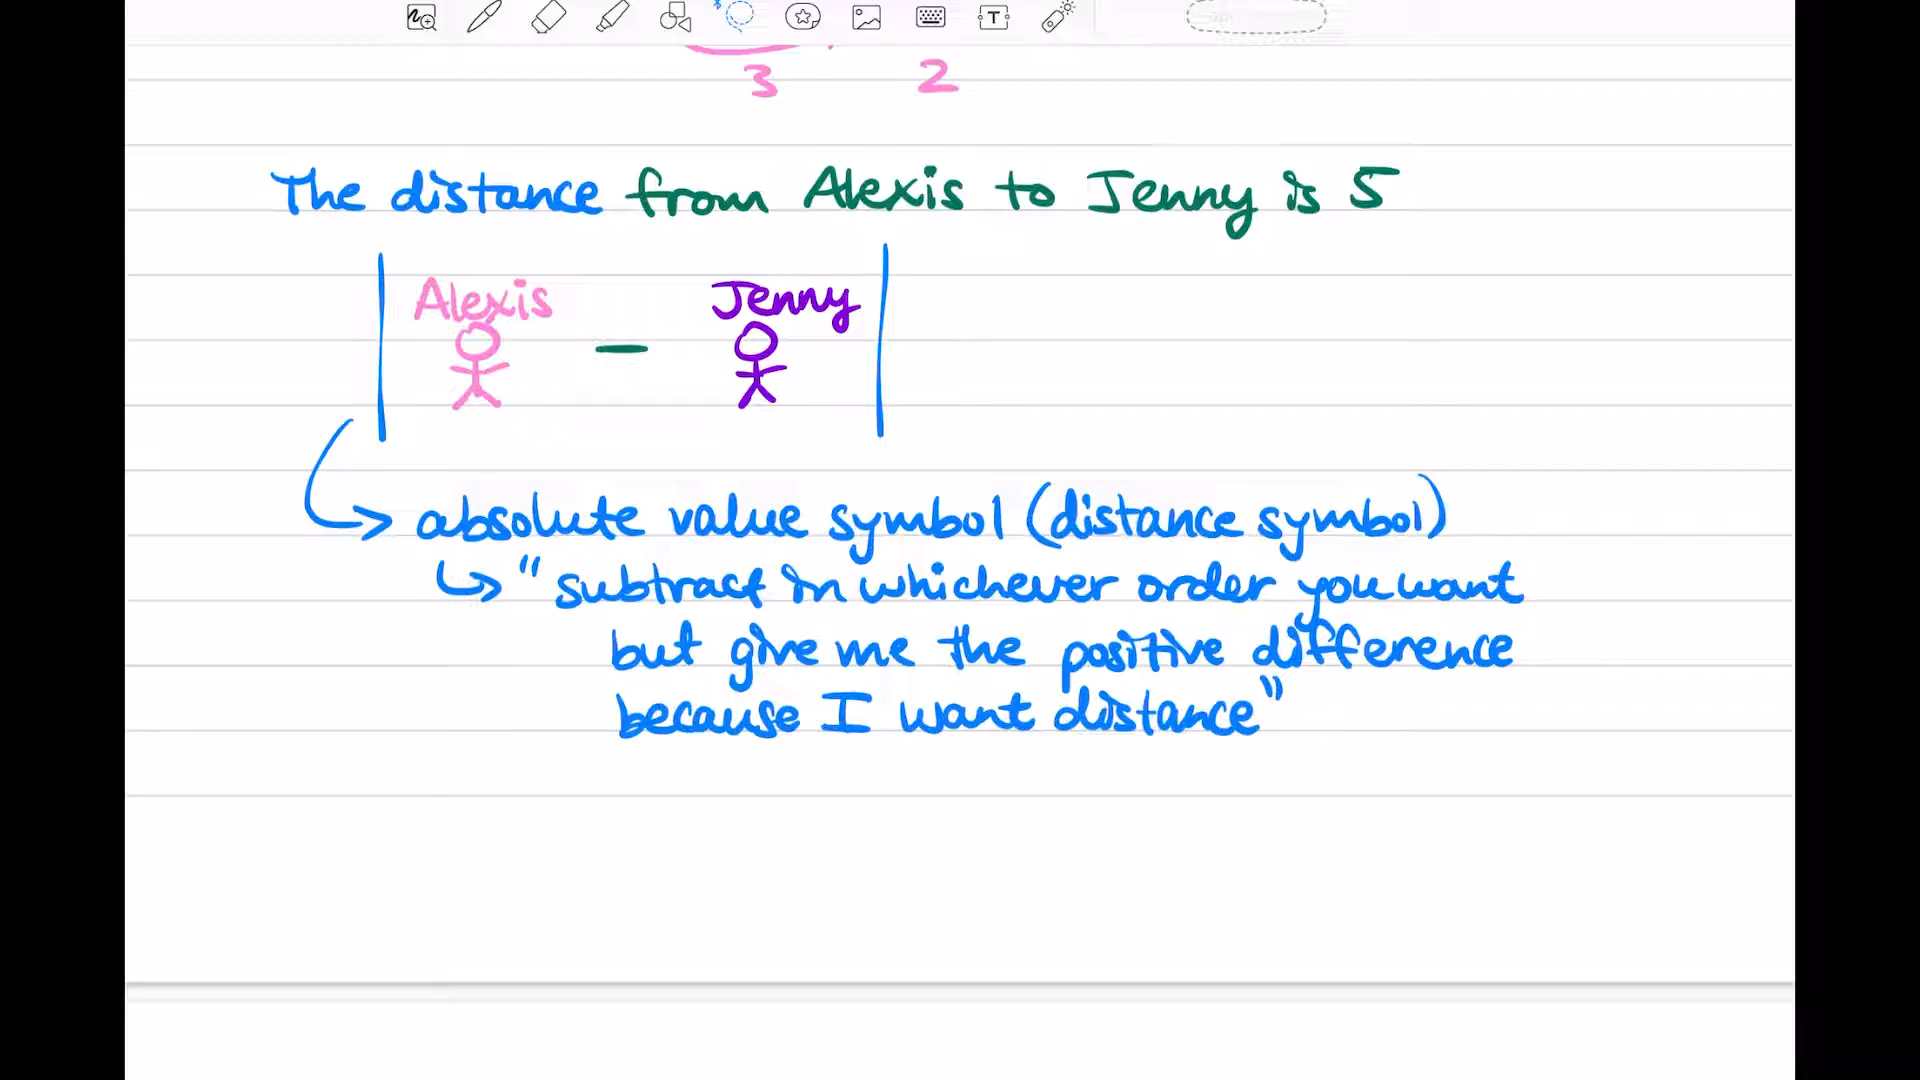 3 2
The distance from Alexis to Jenny is 5
| Alexis - Jenny |
↳ absolute value symbol (distance symbol)
↳ "subtract in whichever order you want
but give me the positive difference
because I want distance"